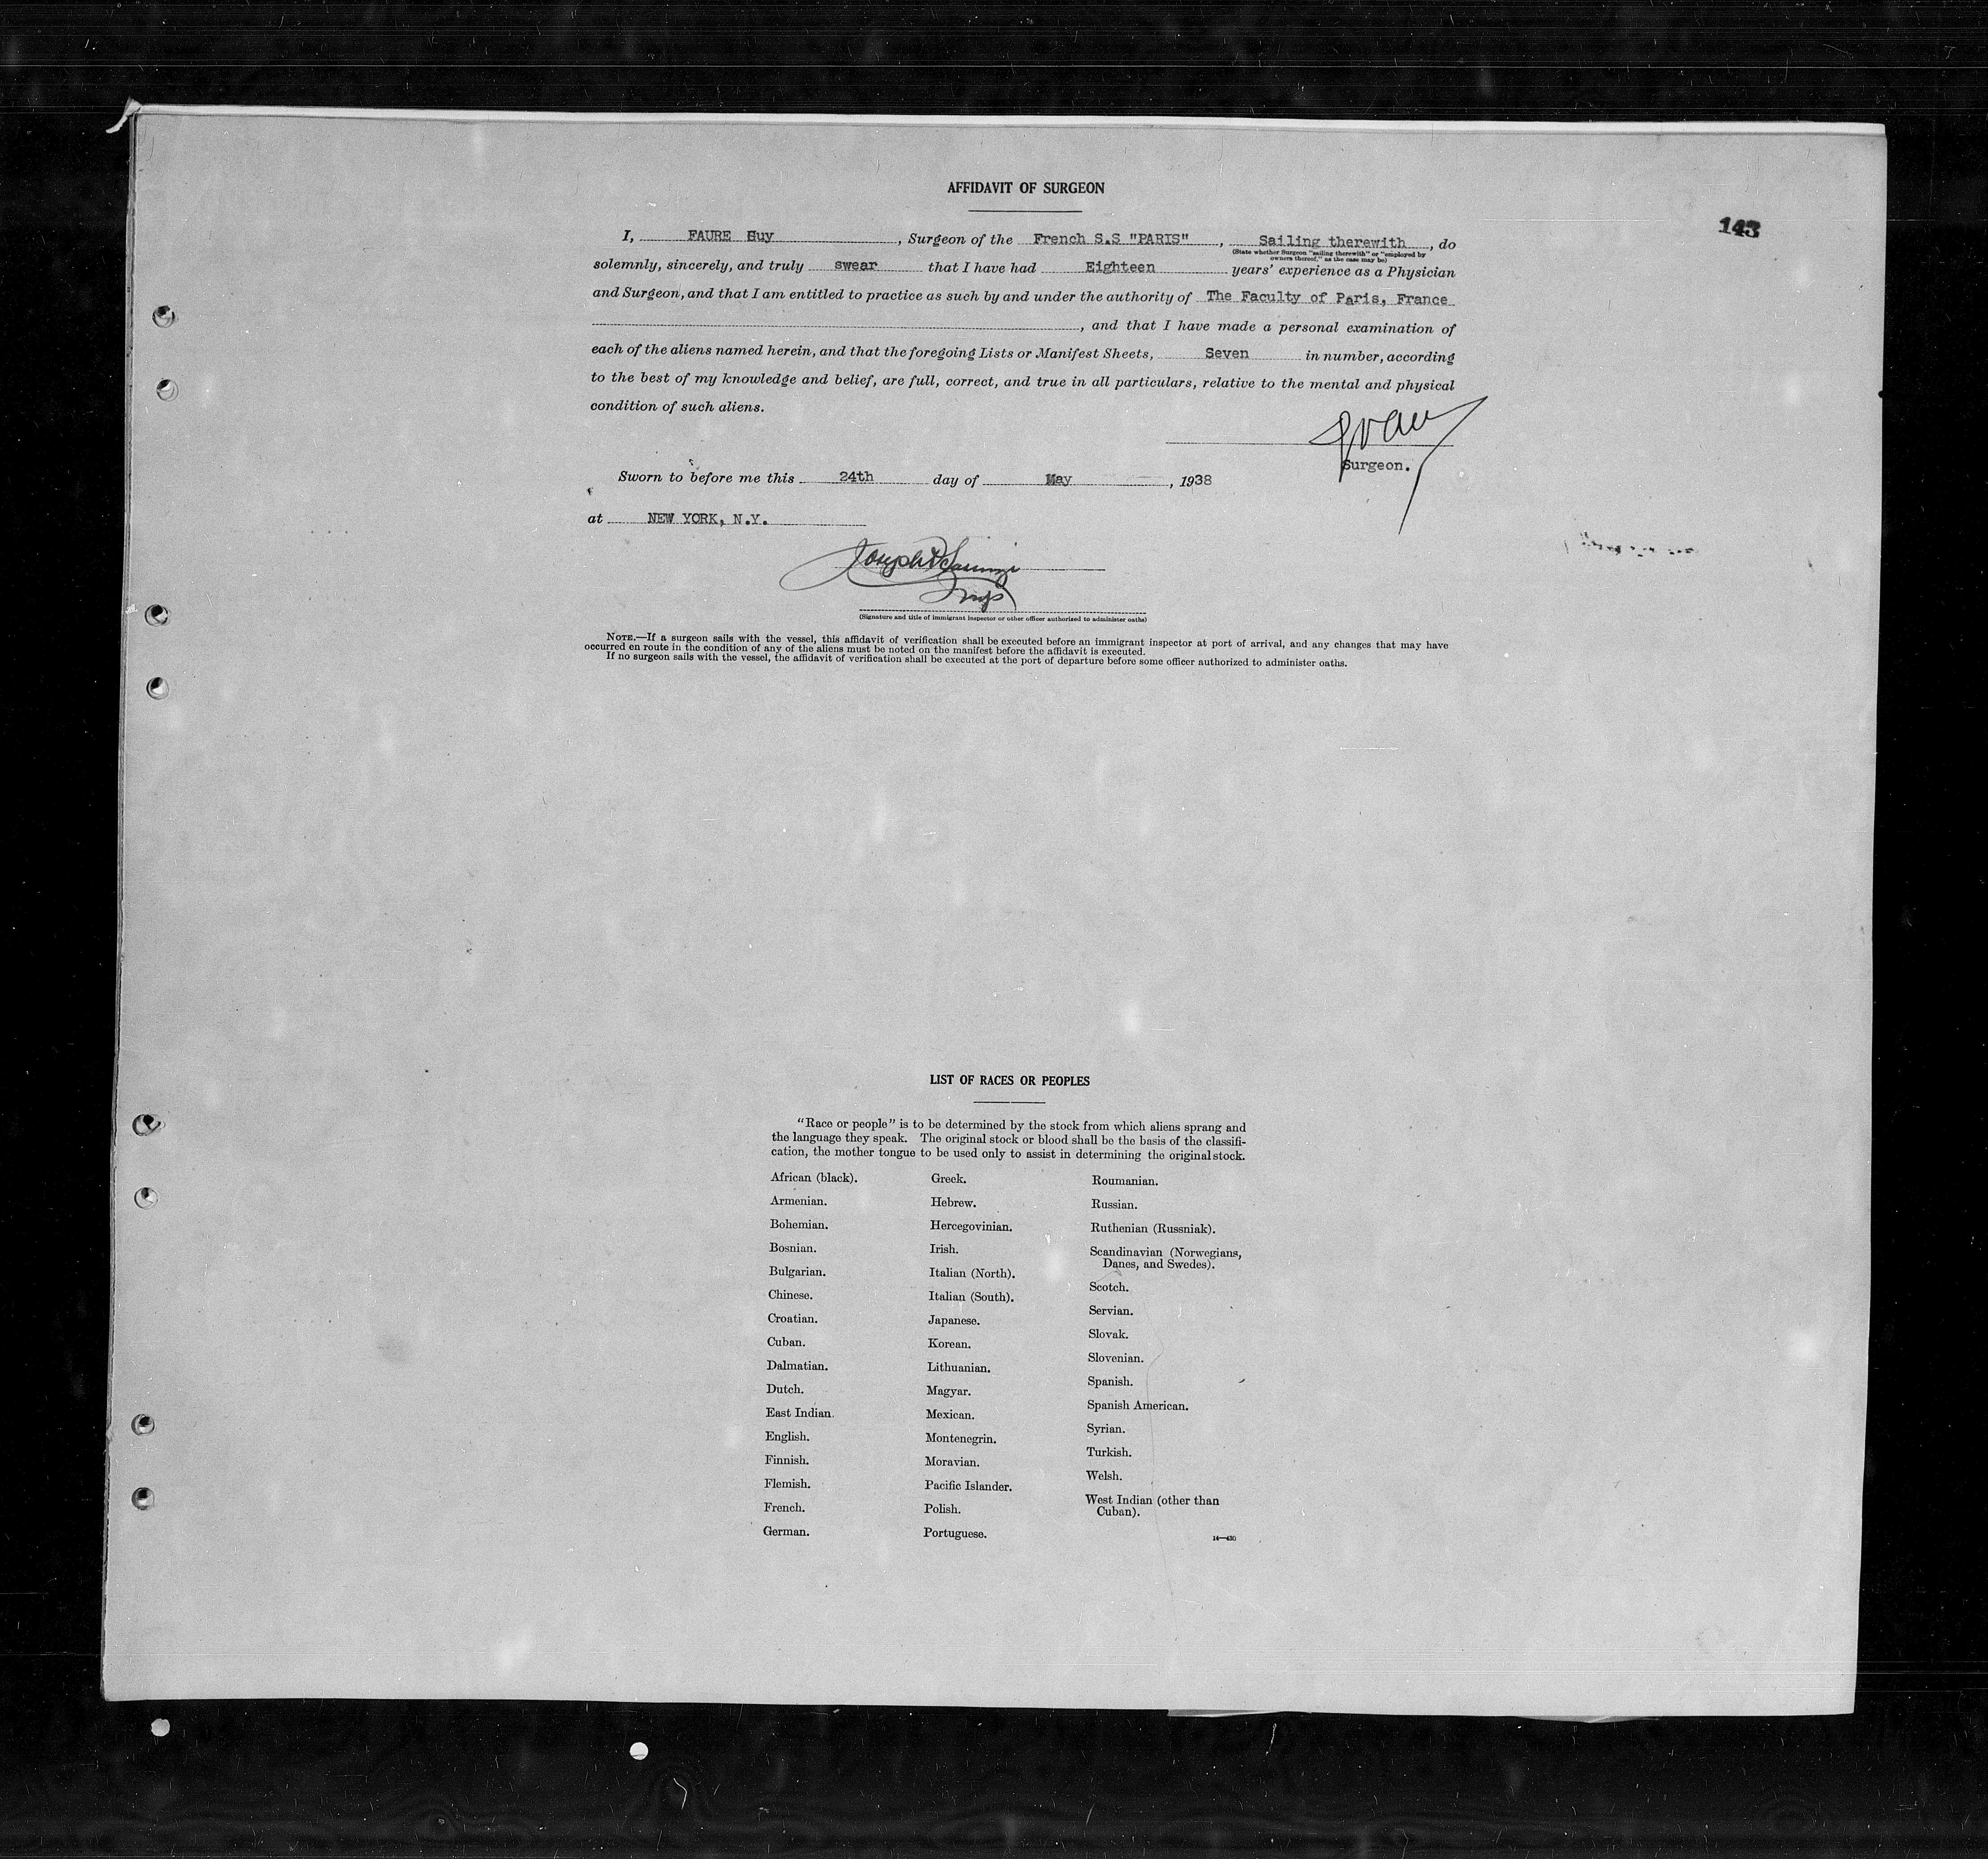 AFFIDAVIT OF SURGEON
143
I, FAURE Guy, Surgeon of the French S.S "PARIS", Sailing therewith, do
(State whether Surgeon "sailing therewith" or "employed by
owners thereof," as the case may be)
solemnly, sincerely, and truly swear that I have had Eighteen years' experience as a Physician
and Surgeon, and that I am entitled to practice as such by and under the authority of The Faculty of Paris, France
, and that I have made a personal examination of
each of the aliens named herein, and that the foregoing Lists or Manifest Sheets, Seven in number, according
to the best of my knowledge and belief, are full, correct, and true in all particulars, relative to the mental and physical
condition of such aliens.
Surgeon.
Sworn to before me this 24th day of May, 1938
at NEW YORK, N.Y.
Joseph
Insp
(Signature and title of immigrant inspector or other officer authorized to administer oaths)
NOTE.—If a surgeon sails with the vessel, this affidavit of verification shall be executed before an immigrant inspector at port of arrival, and any changes that may have
occurred en route in the condition of any of the aliens must be noted on the manifest before the affidavit is executed.
If no surgeon sails with the vessel, the affidavit of verification shall be executed at the port of departure before some officer authorized to administer oaths.
LIST OF RACES OR PEOPLES
"Race or people" is to be determined by the stock from which aliens sprang and
the language they speak. The original stock or blood shall be the basis of the classifi-
cation, the mother tongue to be used only to assist in determining the original stock.
African (black).
Armenian.
Bohemian.
Bosnian.
Bulgarian.
Chinese.
Croatian.
Cuban.
Dalmatian.
Dutch.
East Indian.
English.
Finnish.
Flemish.
French.
German.
Greek.
Hebrew.
Hercegovinian.
Irish.
Italian (North).
Italian (South).
Japanese.
Korean.
Lithuanian.
Magyar.
Mexican.
Montenegrin.
Moravian.
Pacific Islander.
Polish.
Portuguese.
Roumanian.
Russian.
Ruthenian (Russniak).
Scandinavian (Norwegians,
Danes, and Swedes).
Scotch.
Servian.
Slovak.
Slovenian.
Spanish.
Spanish American.
Syrian.
Turkish.
Welsh.
West Indian (other than
Cuban).
14—430